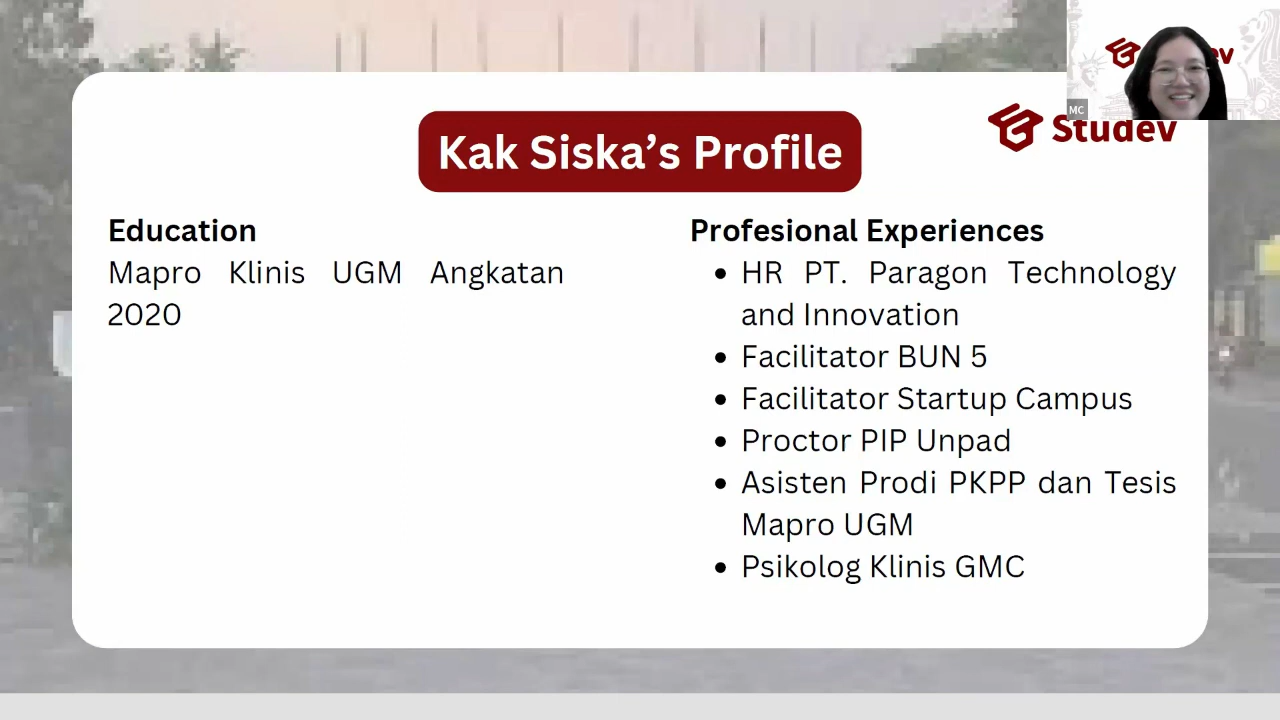 MC
Studev
Kak Siska’s Profile
Education
Mapro Klinis UGM Angkatan
2020
Profesional Experiences
• HR PT. Paragon Technology
and Innovation
• Facilitator BUN 5
• Facilitator Startup Campus
• Proctor PIP Unpad
• Asisten Prodi PKPP dan Tesis
Mapro UGM
• Psikolog Klinis GMC